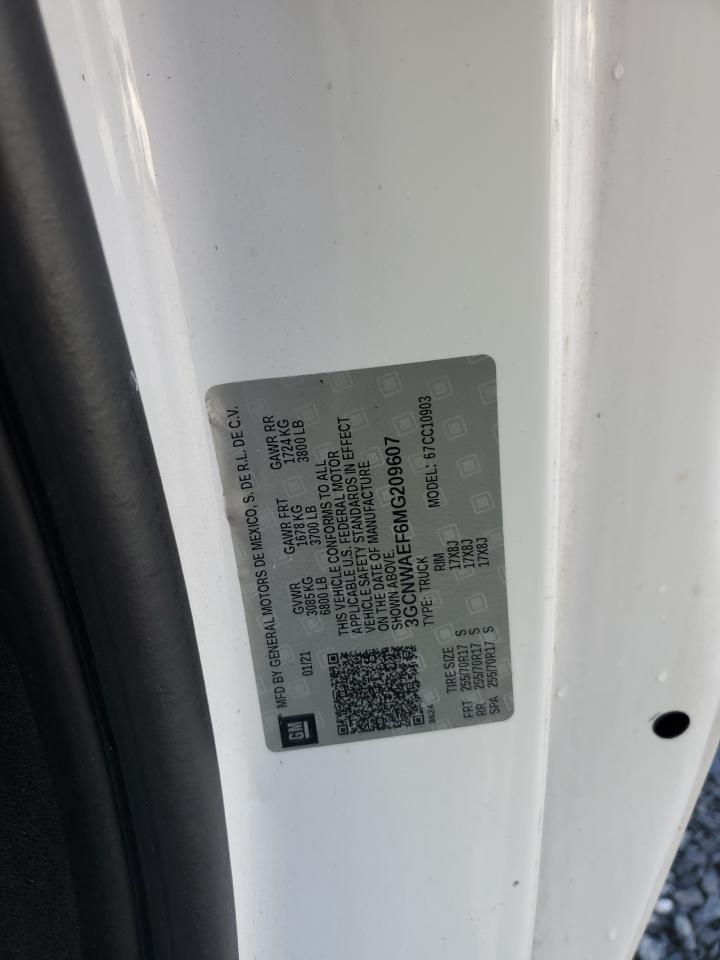 GM
MFD BY GENERAL MOTORS DE MEXICO, S. DE R.L. DE C.V.
01/21
GVWR GAWR FRT GAWR RR
3085 KG 1678 KG 1724 KG
6800 LB 3700 LB 3800 LB
THIS VEHICLE CONFORMS TO ALL
APPLICABLE U.S. FEDERAL MOTOR
VEHICLE SAFETY STANDARDS IN EFFECT
ON THE DATE OF MANUFACTURE
SHOWN ABOVE.
3GCNWAEF6MG209607
TYPE: TRUCK MODEL: 67CC10903
TIRE SIZE RIM
FRT 255/70R17 S 17X8J
RR 255/70R17 S 17X8J
SPA 255/70R17 S 17X8J